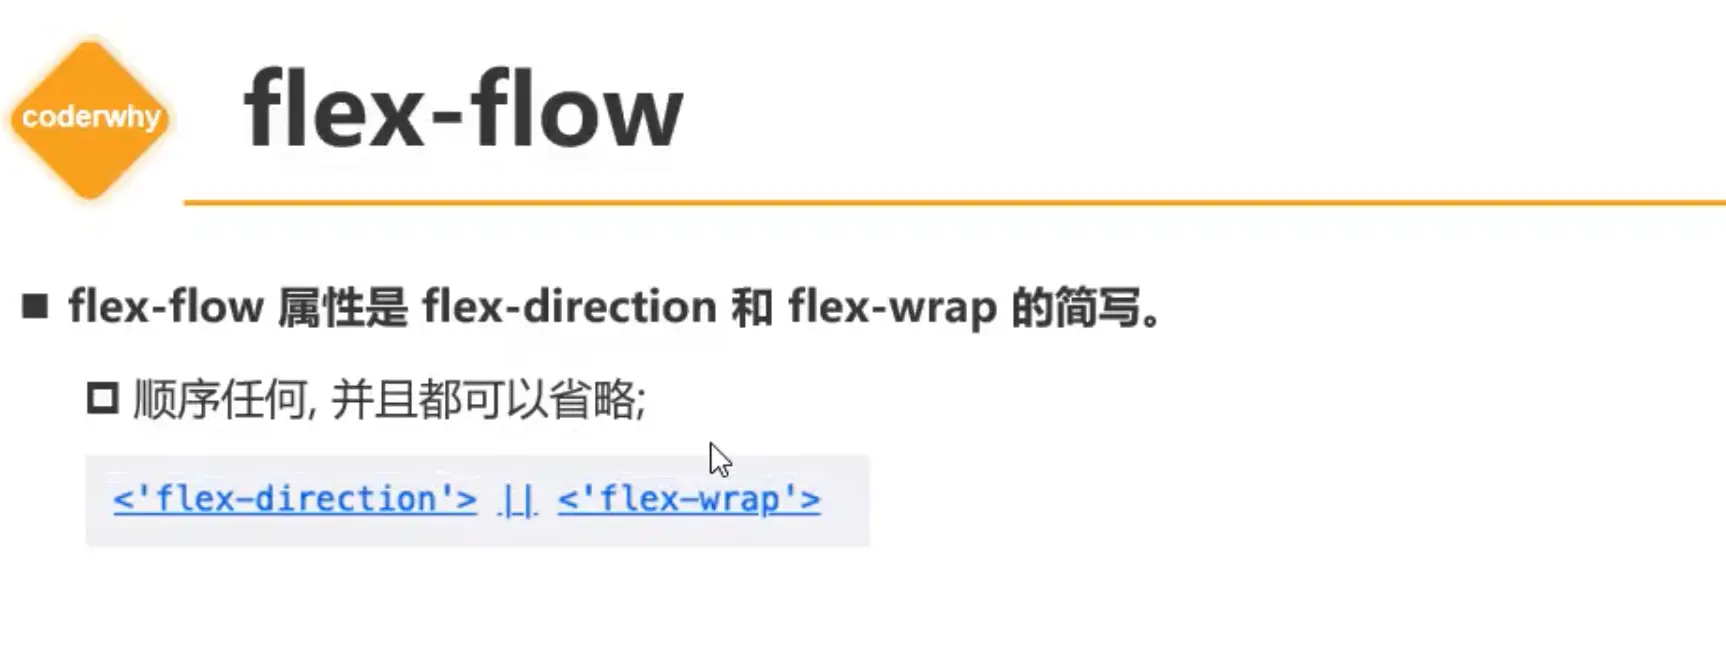 coderwhy
flex-flow
flex-flow 属性是 flex-direction 和 flex-wrap 的简写。
顺序任何, 并且都可以省略;
<'flex-direction'> || <'flex-wrap'>